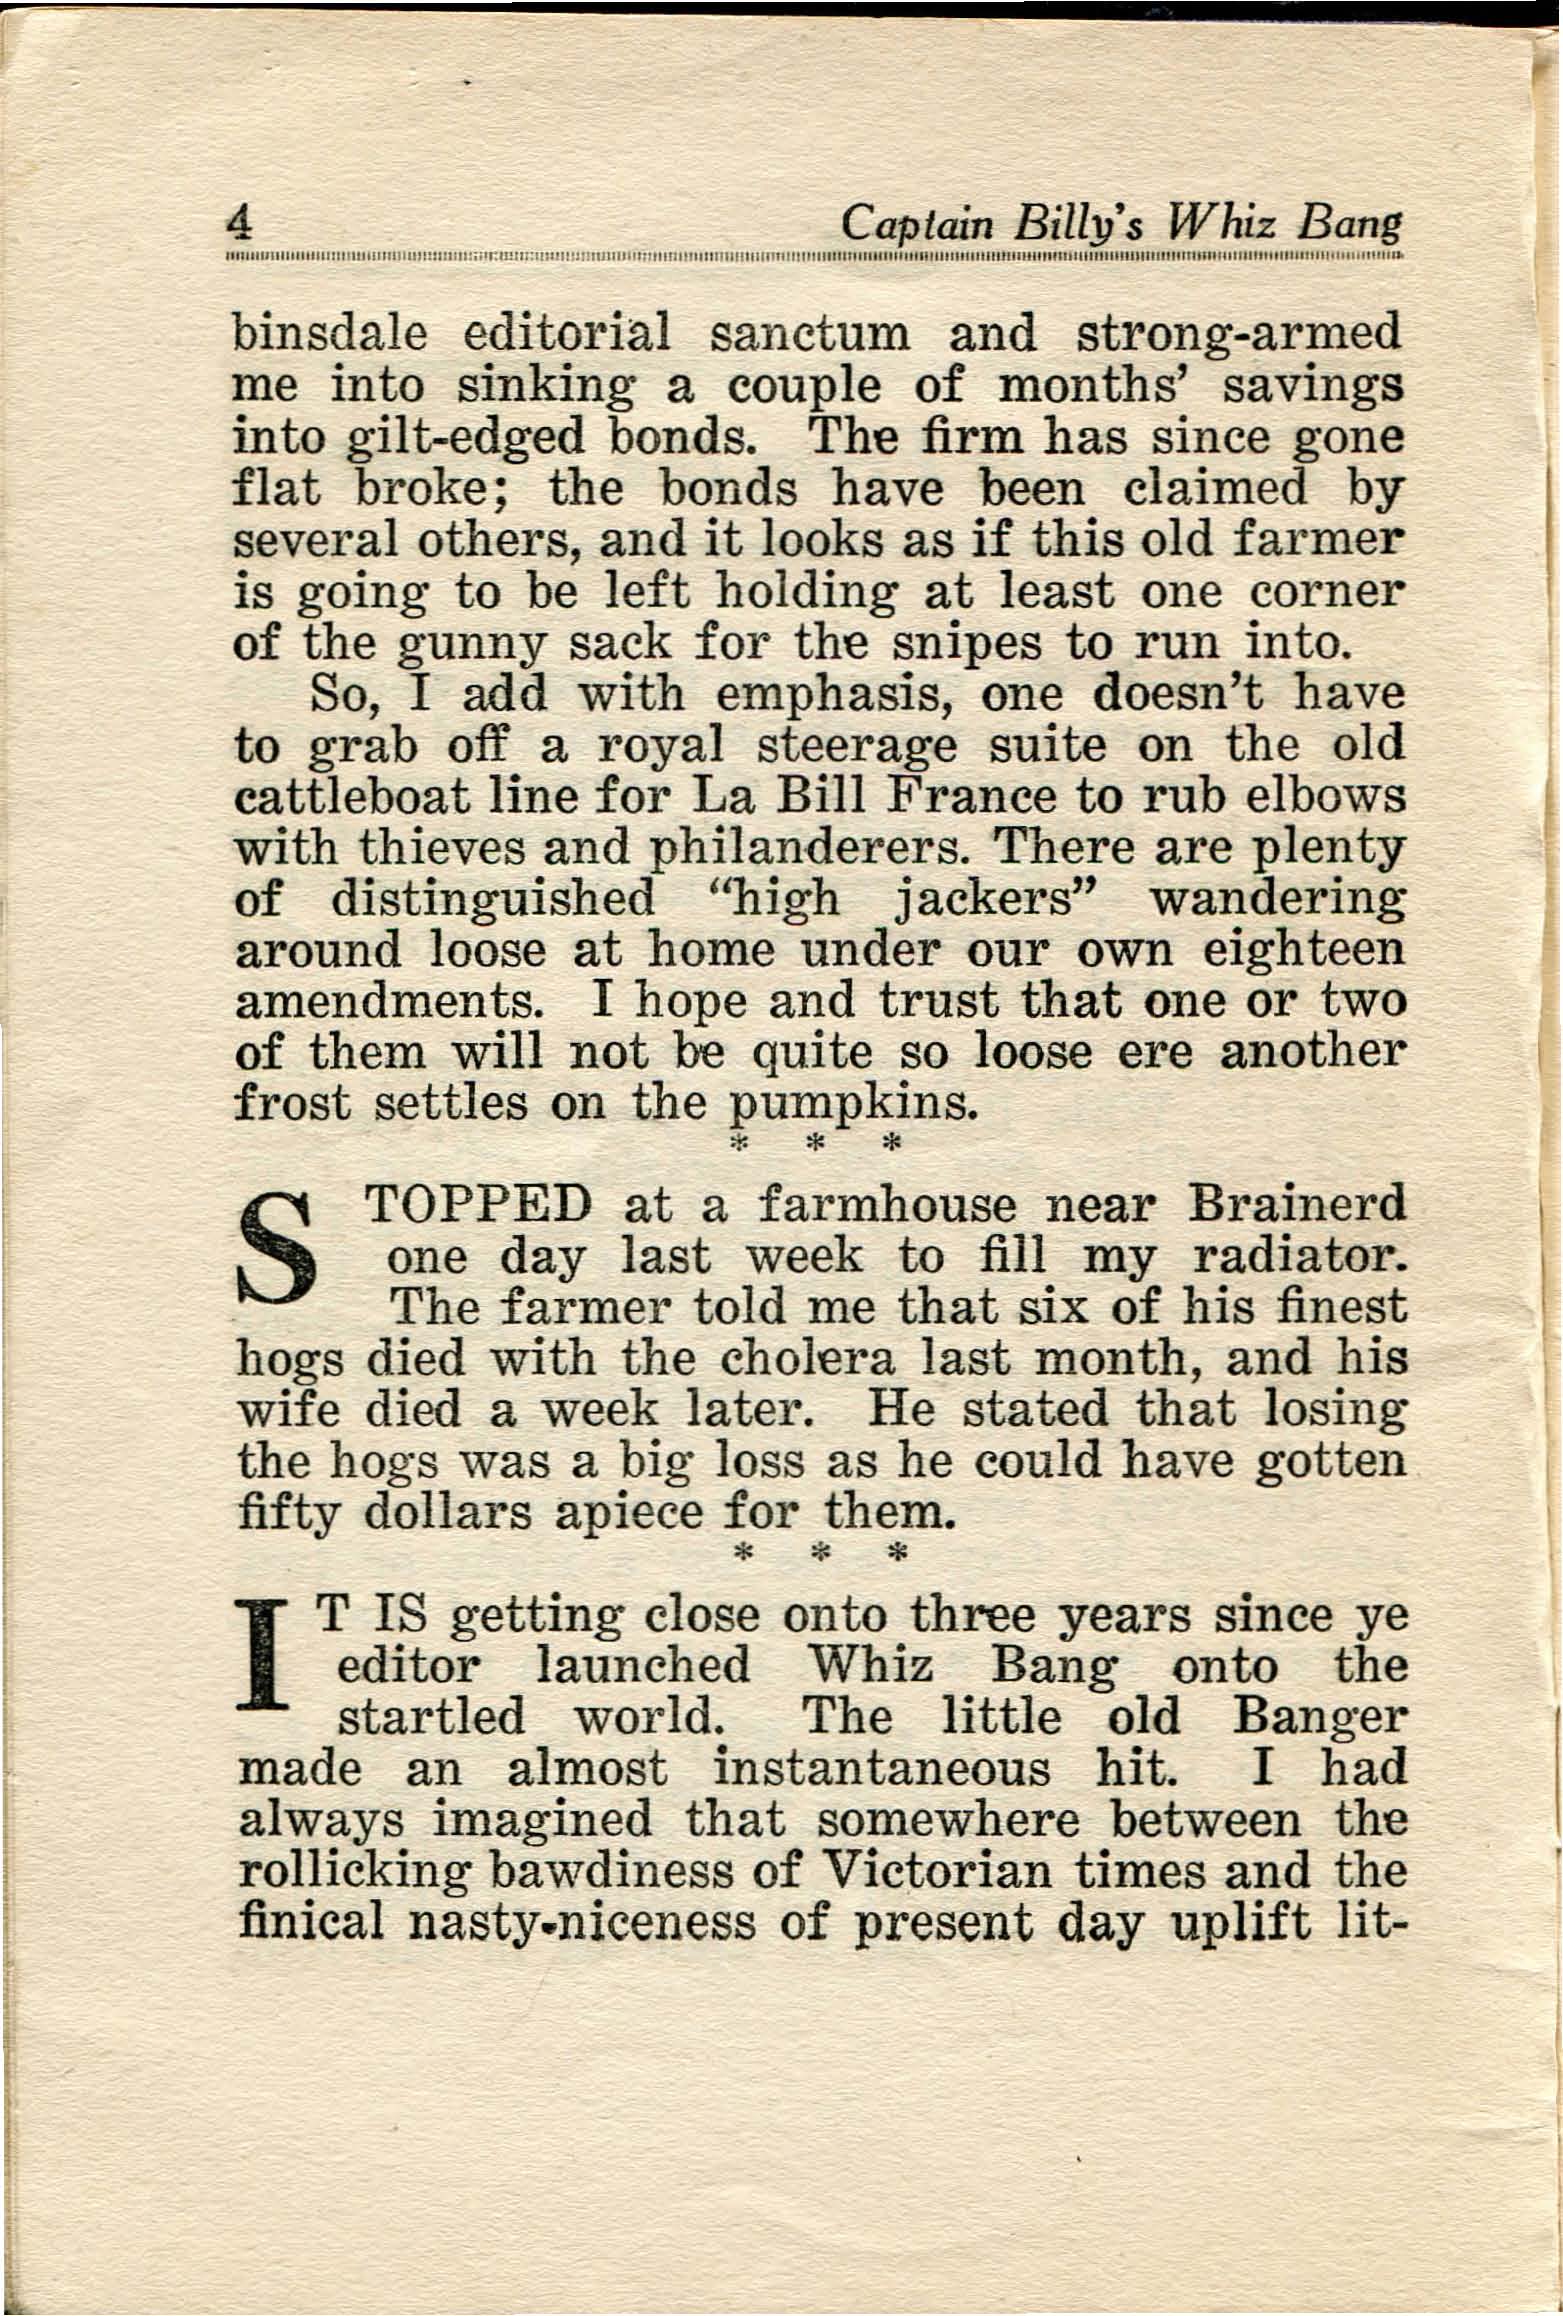 4 Captain Billy's Whiz Bang
binsdale editorial sanctum and strong-armed
me into sinking a couple of months' savings
into gilt-edged bonds. The firm has since gone
flat broke; the bonds have been claimed by
several others, and it looks as if this old farmer
is going to be left holding at least one corner
of the gunny sack for the snipes to run into.
So, I add with emphasis, one doesn't have
to grab off a royal steerage suite on the old
cattleboat line for La Bill France to rub elbows
with thieves and philanderers. There are plenty
of distinguished “high jackers” wandering
around loose at home under our own eighteen
amendments. I hope and trust that one or two
of them will not be quite so loose ere another
frost settles on the pumpkins.
* * *
STOPPED at a farmhouse near Brainerd
one day last week to fill my radiator.
The farmer told me that six of his finest
hogs died with the cholera last month, and his
wife died a week later. He stated that losing
the hogs was a big loss as he could have gotten
fifty dollars apiece for them.
* * *
IT IS getting close onto three years since ye
editor launched Whiz Bang onto the
startled world. The little old Banger
made an almost instantaneous hit. I had
always imagined that somewhere between the
rollicking bawdiness of Victorian times and the
finical nasty-niceness of present day uplift lit-